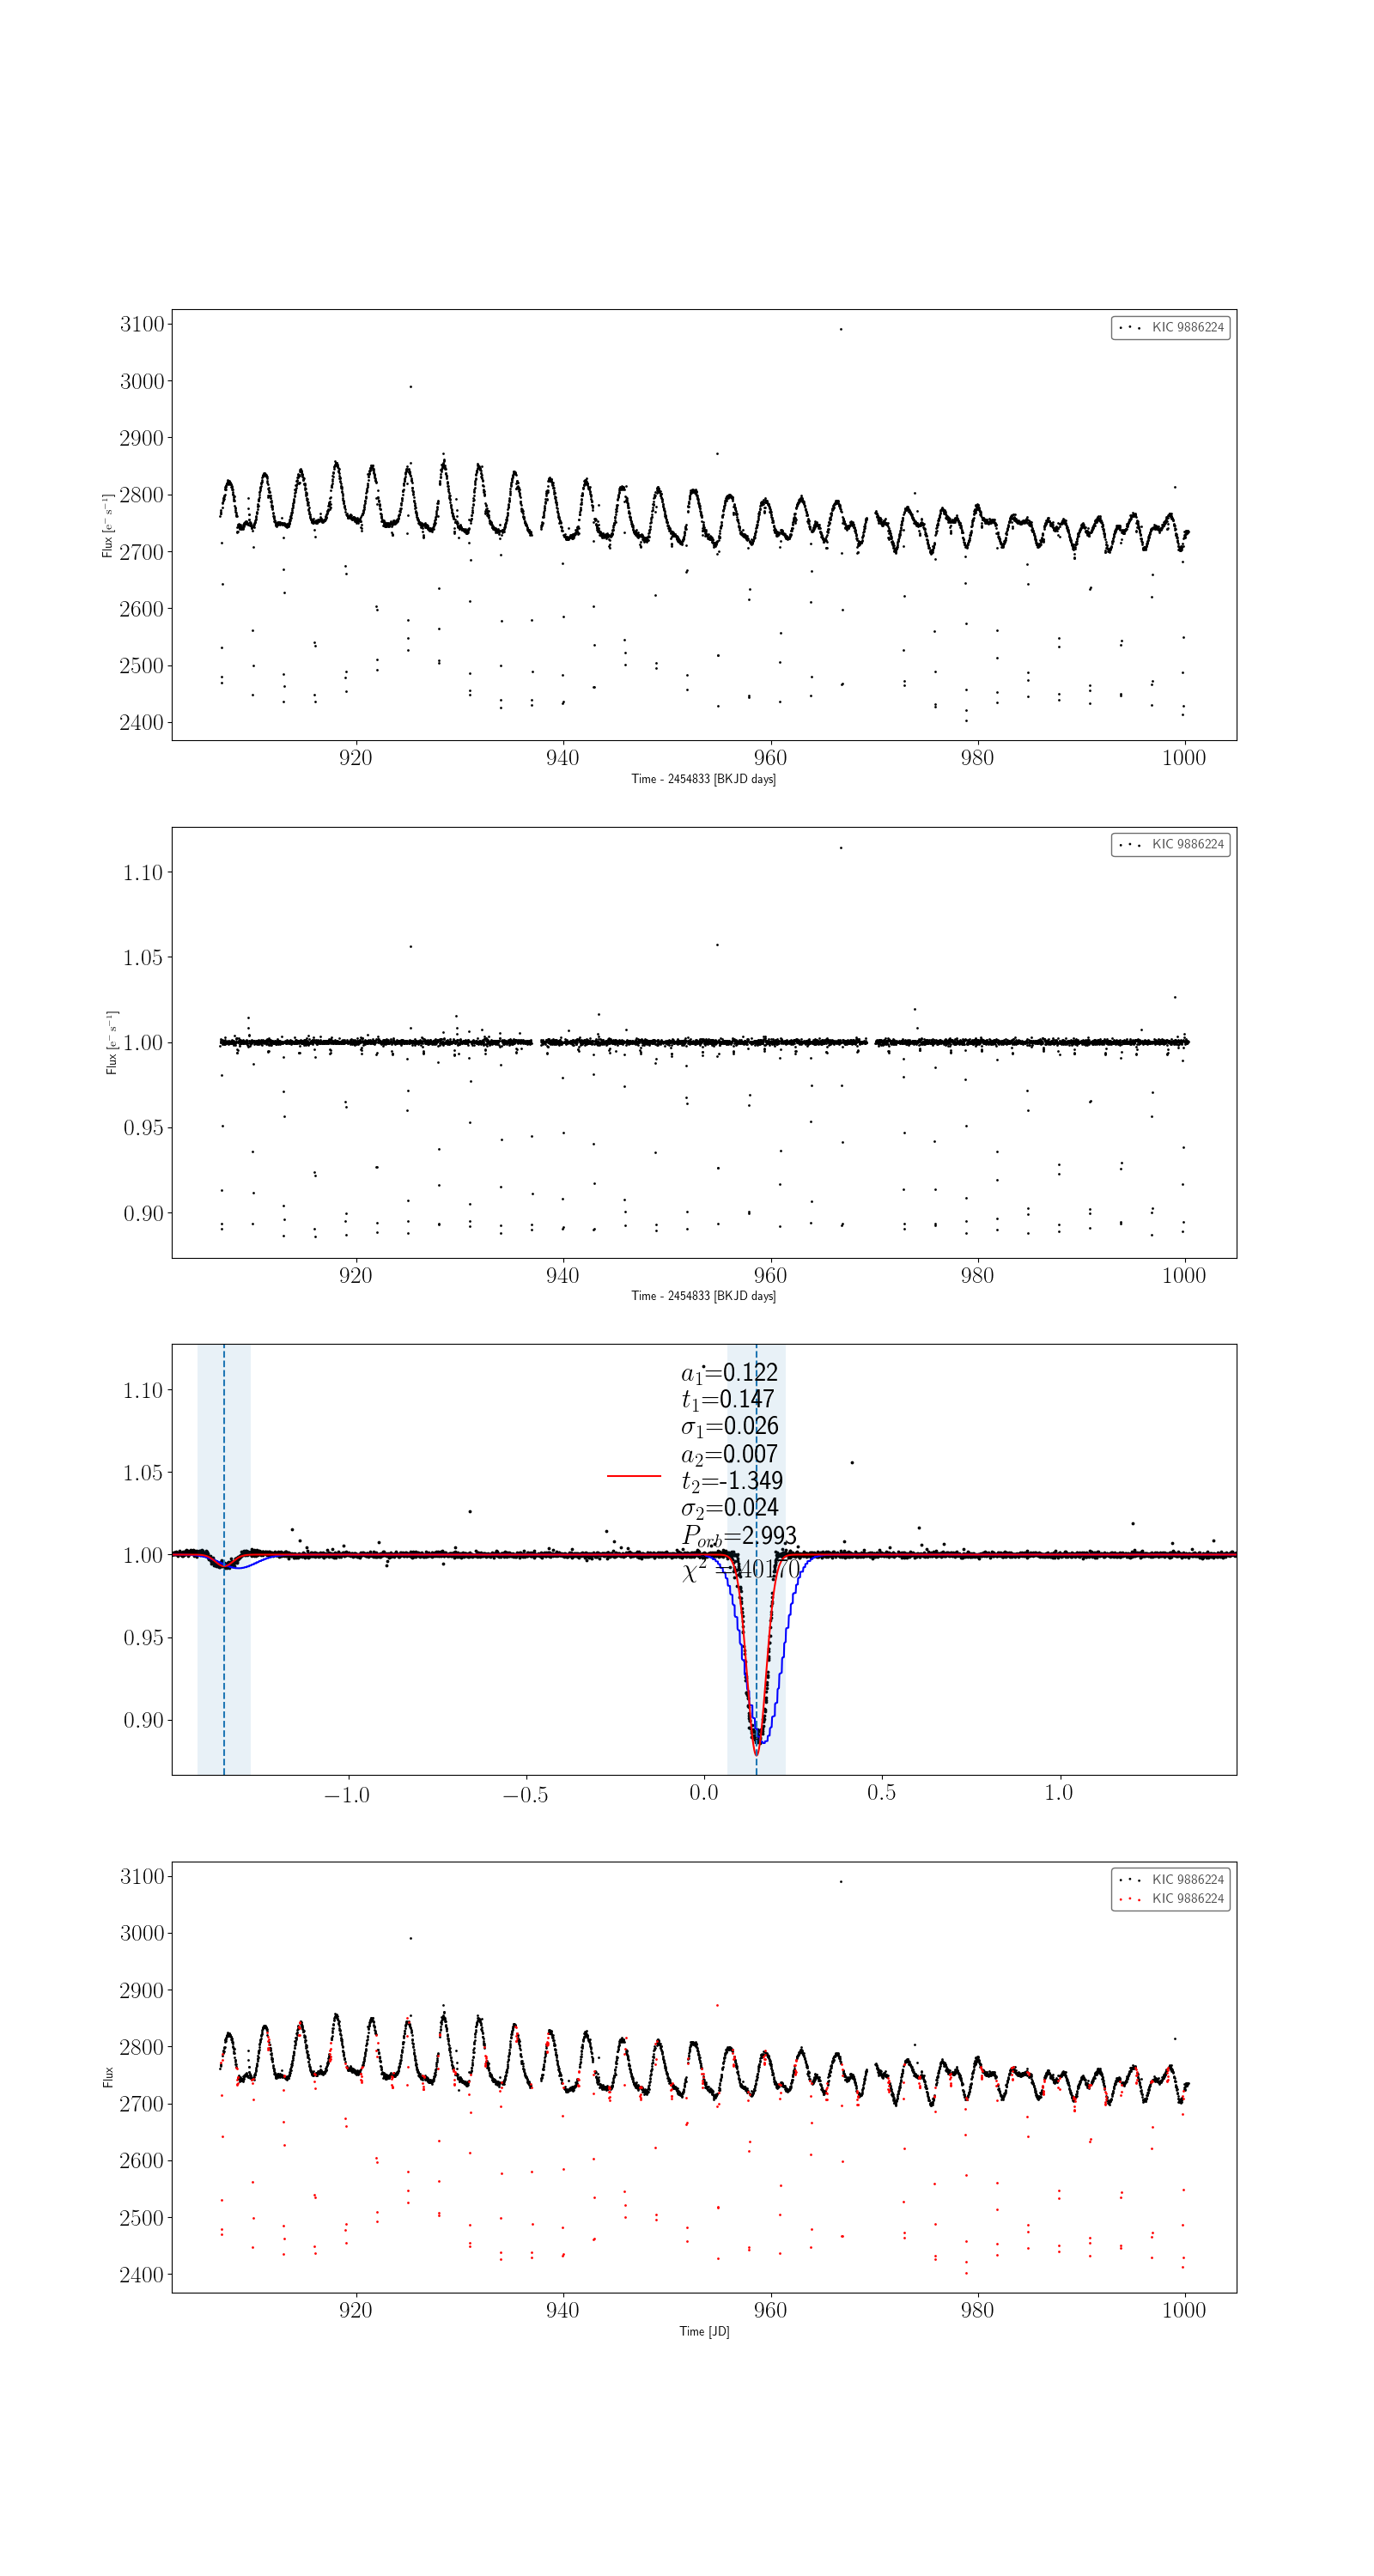 3100
3000
2900
2800
2700
2600
2500
2400
Flux [e⁻ s⁻¹]
KIC 9886224
920
940
960
980
1000
Time - 2454833 [BKJD days]
1.10
1.05
1.00
0.95
0.90
Flux [e⁻ s⁻¹]
KIC 9886224
920
940
960
980
1000
Time - 2454833 [BKJD days]
1.10
1.05
1.00
0.95
0.90
a₁=0.122
t₁=0.147
σ₁=0.026
a₂=0.007
t₂=-1.349
σ₂=0.024
P_orb=2.993
χ² = 40170
−1.0
−0.5
0.0
0.5
1.0
3100
3000
2900
2800
2700
2600
2500
2400
Flux
KIC 9886224
KIC 9886224
920
940
960
980
1000
Time [JD]